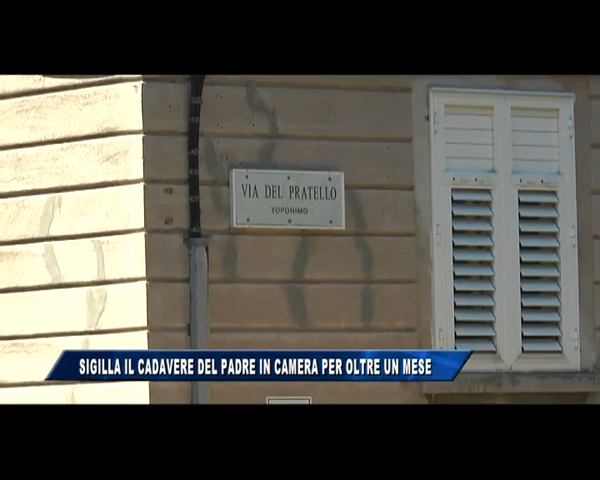 VIA DEL PRATELLO
TOPONIMO
SIGILLA IL CADAVERE DEL PADRE IN CAMERA PER OLTRE UN MESE